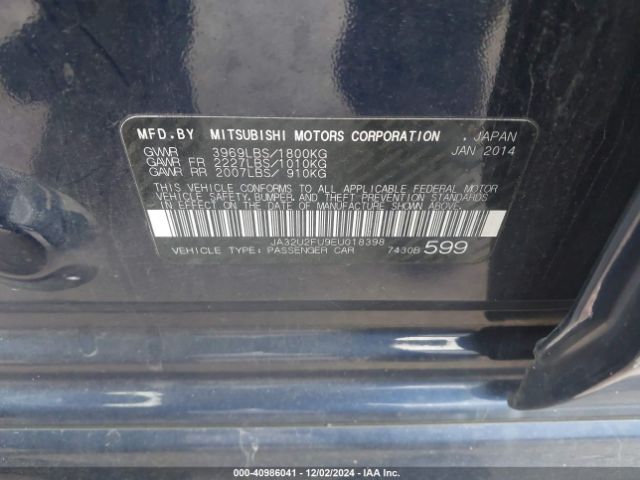 MFD.BY MITSUBISHI MOTORS CORPORATION . JAPAN
GVWR 3969LBS/1800KG JAN 2014
GAWR FR 2227LBS/1010KG
GAWR RR 2007LBS/ 910KG
THIS VEHICLE CONFORMS TO ALL APPLICABLE FEDERAL MOTOR
VEHICLE SAFETY, BUMPER, AND THEFT PREVENTION STANDARDS
IN EFFECT ON THE DATE OF MANUFACTURE SHOWN ABOVE.
JA32U2FU9EU018398
VEHICLE TYPE: PASSENGER CAR 7430B 599
000-40986041 - 12/02/2024 - IAA Inc.